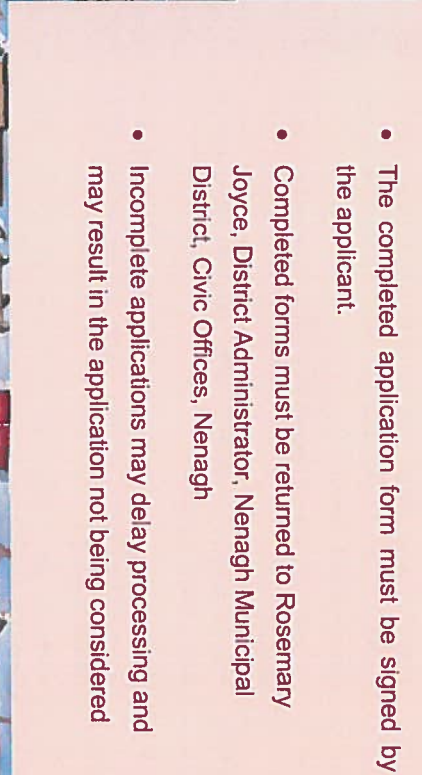 • The completed application form must be signed by
the applicant.
• Completed forms must be returned to Rosemary
Joyce, District Administrator, Nenagh Municipal
District, Civic Offices, Nenagh
• Incomplete applications may delay processing and
may result in the application not being considered